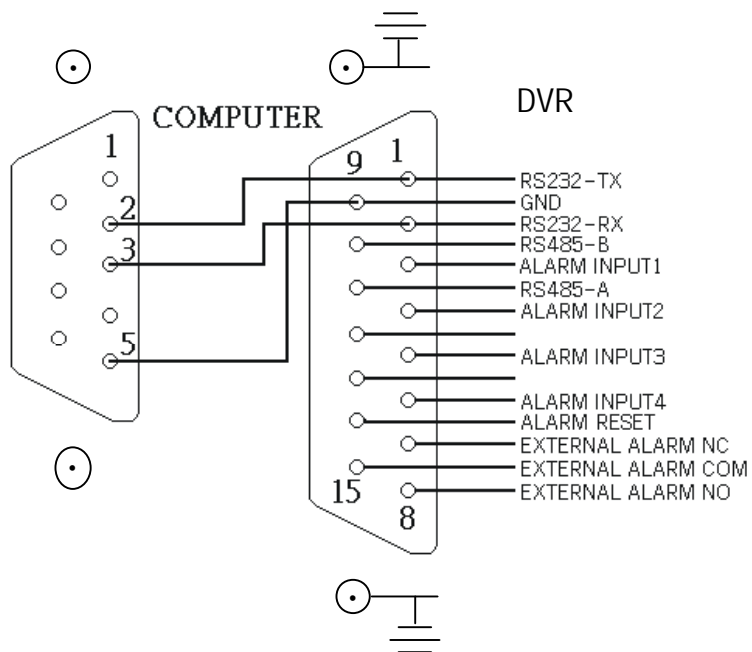 DVR
COMPUTER
1
2
3
5
9
1
15
8
RS232-TX
GND
RS232-RX
RS485-B
ALARM INPUT1
RS485-A
ALARM INPUT2
ALARM INPUT3
ALARM INPUT4
ALARM RESET
EXTERNAL ALARM NC
EXTERNAL ALARM COM
EXTERNAL ALARM NO